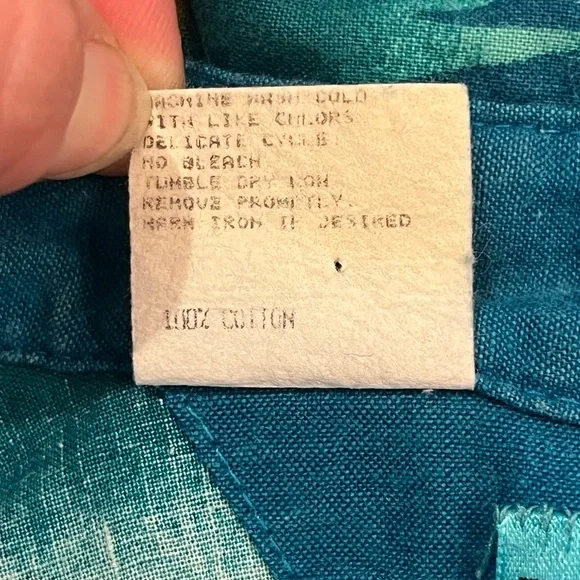 MACHINE WASH COLD
WITH LIKE COLORS
DELICATE CYCLE
NO BLEACH
TUMBLE DRY LOW
REMOVE PROMPTLY.
WARM IRON IF DESIRED
100% COTTON